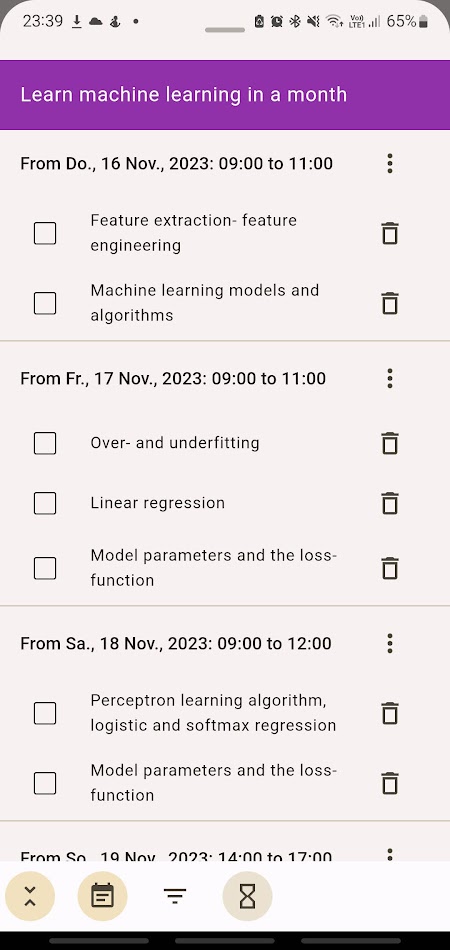 23:39
Vo)) LTE1 65%
Learn machine learning in a month
From Do., 16 Nov., 2023: 09:00 to 11:00
Feature extraction- feature
engineering
Machine learning models and
algorithms
From Fr., 17 Nov., 2023: 09:00 to 11:00
Over- and underfitting
Linear regression
Model parameters and the loss-
function
From Sa., 18 Nov., 2023: 09:00 to 12:00
Perceptron learning algorithm,
logistic and softmax regression
Model parameters and the loss-
function
From So., 19 Nov., 2023: 14:00 to 17:00